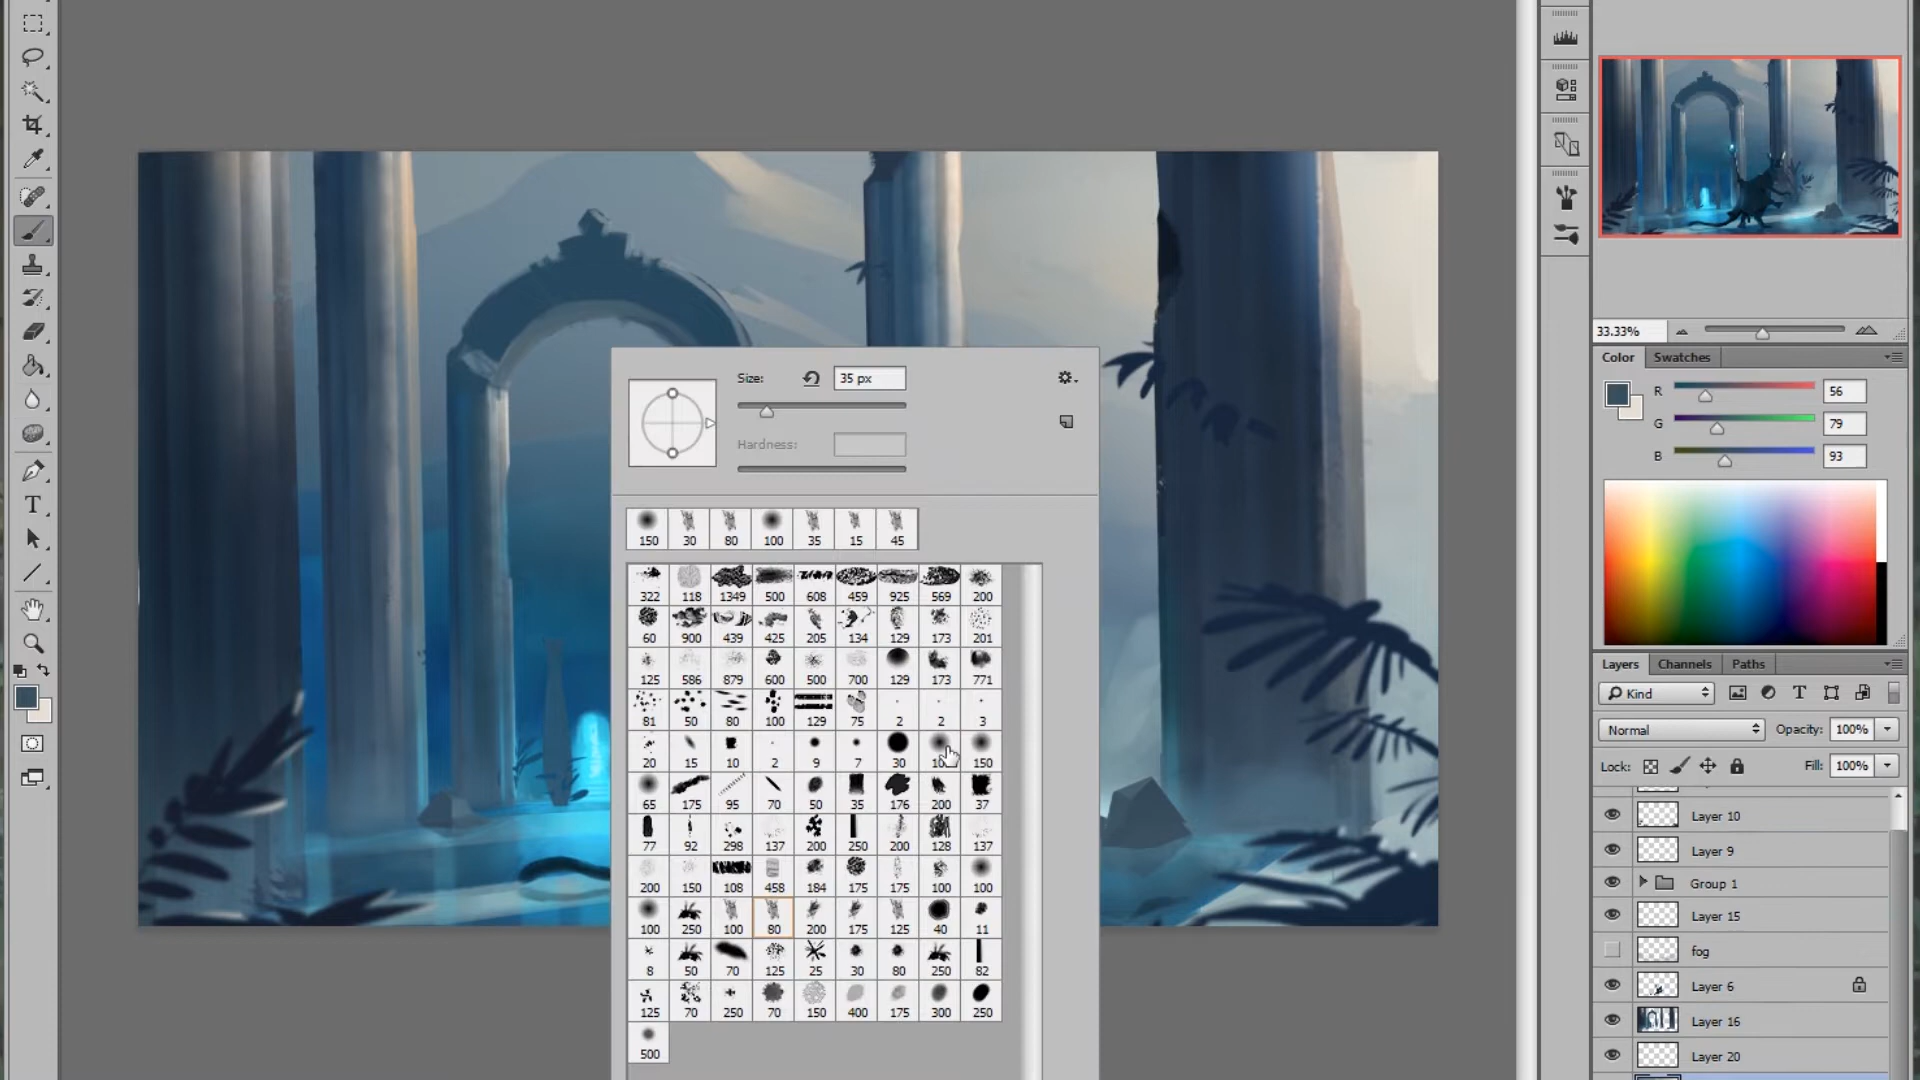 Size: 35 px
Hardness:
150 30 80 100 35 15 45
322 118 1349 500 608 459 925 569 200
60 900 439 425 205 134 129 173 201
125 586 879 600 500 700 129 173 771
81 50 80 100 129 75 2 2 3
20 15 10 2 9 7 30 150
65 175 95 70 50 35 176 200 37
77 92 298 137 200 250 200 128 137
200 150 108 458 184 175 175 100 100
100 250 100 80 200 175 125 40 11
8 50 70 125 25 30 80 250 82
125 70 250 70 150 400 175 300 250
500
T
33.33%
Color Swatches
R 56
G 79
B 93
Layers Channels Paths
Kind T
Normal Opacity: 100%
Lock: Fill: 100%
Layer 10
Layer 9
Group 1
Layer 15
fog
Layer 6
Layer 16
Layer 20